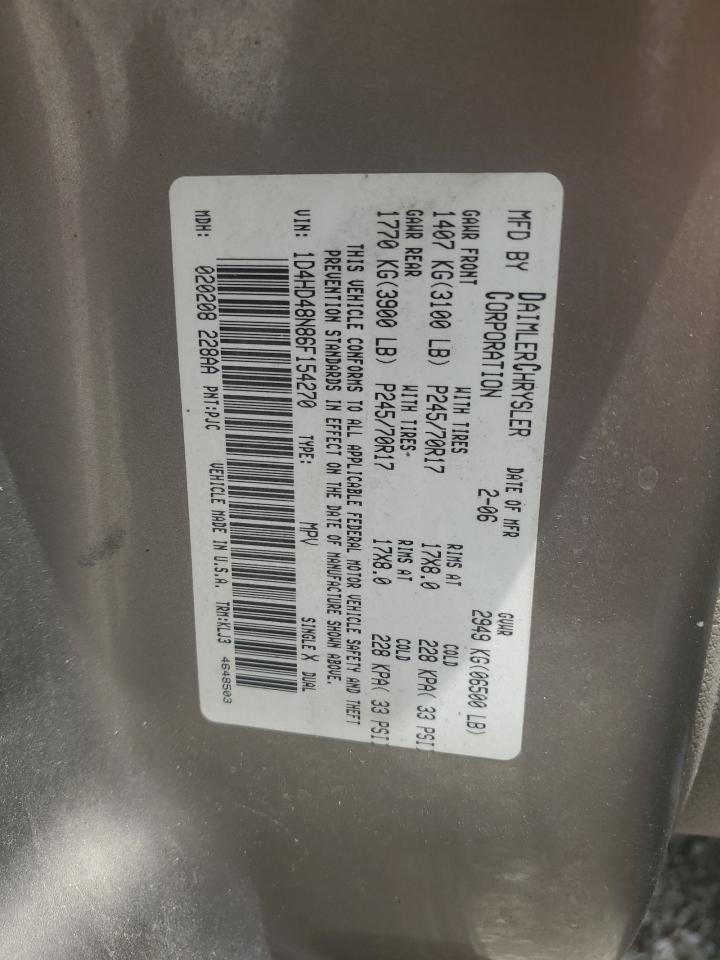 MFD BY DAIMLERCHRYSLER CORPORATION DATE OF MFR 2-06 GVWR 2949 KG(06500 LB)
GAWR FRONT WITH TIRES RIMS AT COLD
1407 KG(3100 LB) P245/70R17 17X8.0 228 KPA( 33 PSI)
GAWR REAR WITH TIRES RIMS AT COLD
1770 KG(3900 LB) P245/70R17 17X8.0 228 KPA( 33 PSI)
THIS VEHICLE CONFORMS TO ALL APPLICABLE FEDERAL MOTOR VEHICLE SAFETY AND THEFT
PREVENTION STANDARDS IN EFFECT ON THE DATE OF MANUFACTURE SHOWN ABOVE.
VIN: 1D4HD48N86F154270 TYPE: MPV SINGLE X DUAL
MDH: 020208 228AA PNT:PJC VEHICLE MADE IN U.S.A. TRM:KLJ3 4648503